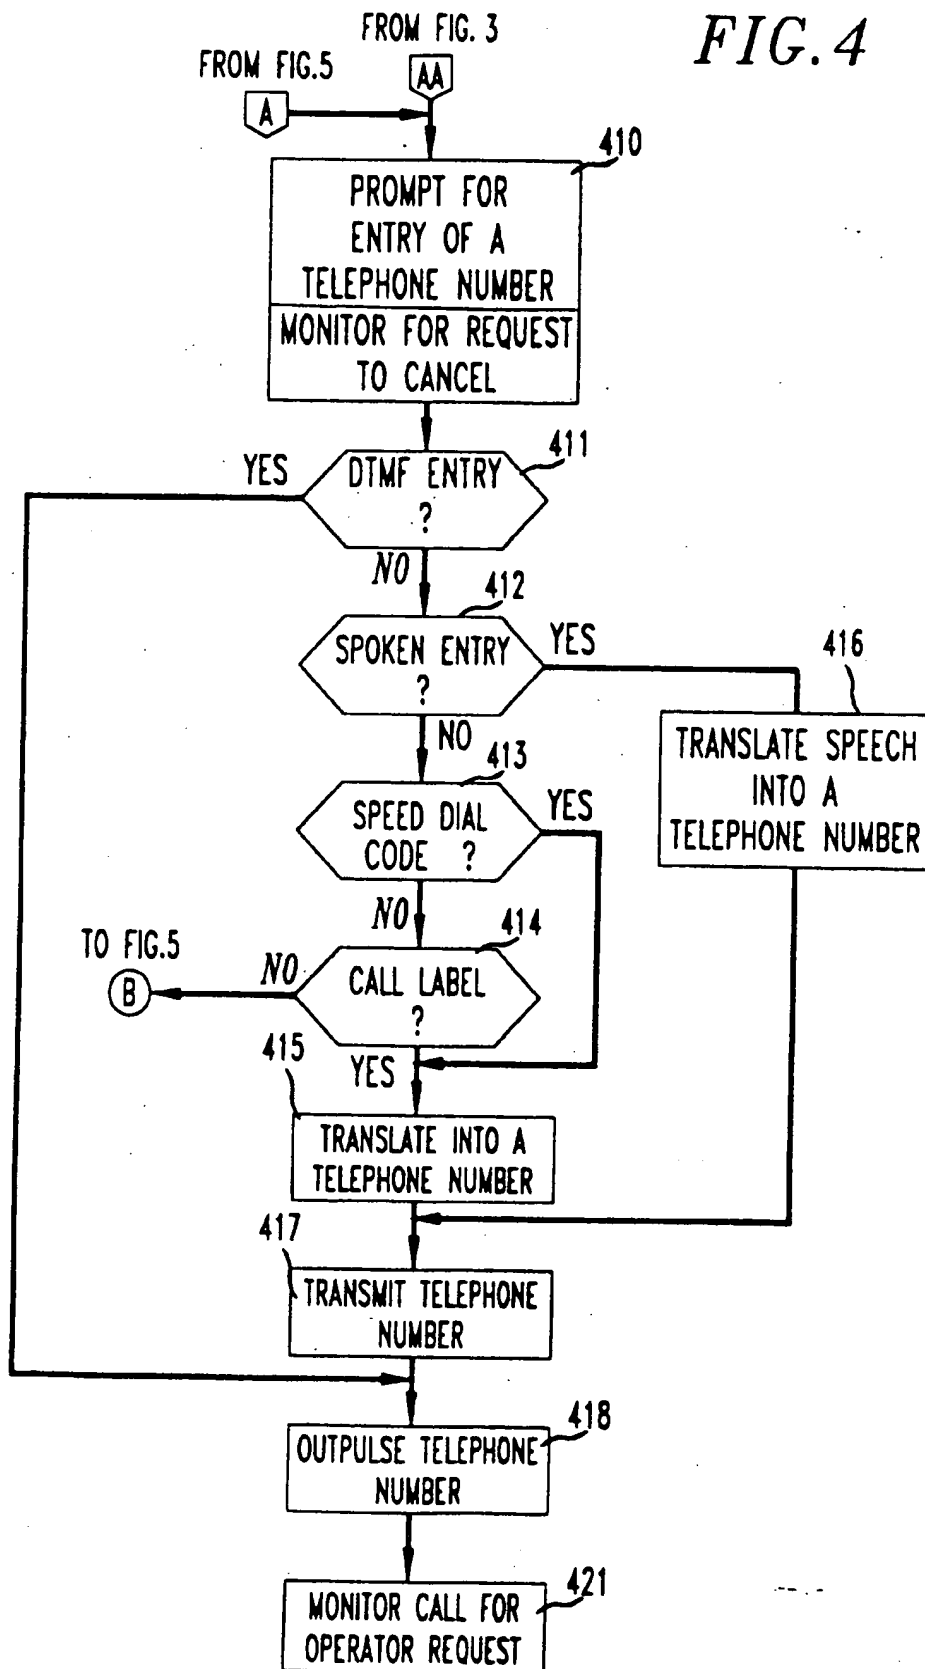 FROM FIG. 3
FIG. 4
FROM FIG.5
AA
A
410
PROMPT FOR
ENTRY OF A
TELEPHONE NUMBER
MONITOR FOR REQUEST
TO CANCEL
411
YES
DTMF ENTRY
?
NO
412
SPOKEN ENTRY
?
YES
416
TRANSLATE SPEECH
INTO A
TELEPHONE NUMBER
NO
413
SPEED DIAL
CODE ?
YES
NO
414
TO FIG.5
B
NO
CALL LABEL
?
415
YES
TRANSLATE INTO A
TELEPHONE NUMBER
417
TRANSMIT TELEPHONE
NUMBER
418
OUTPULSE TELEPHONE
NUMBER
421
MONITOR CALL FOR
OPERATOR REQUEST